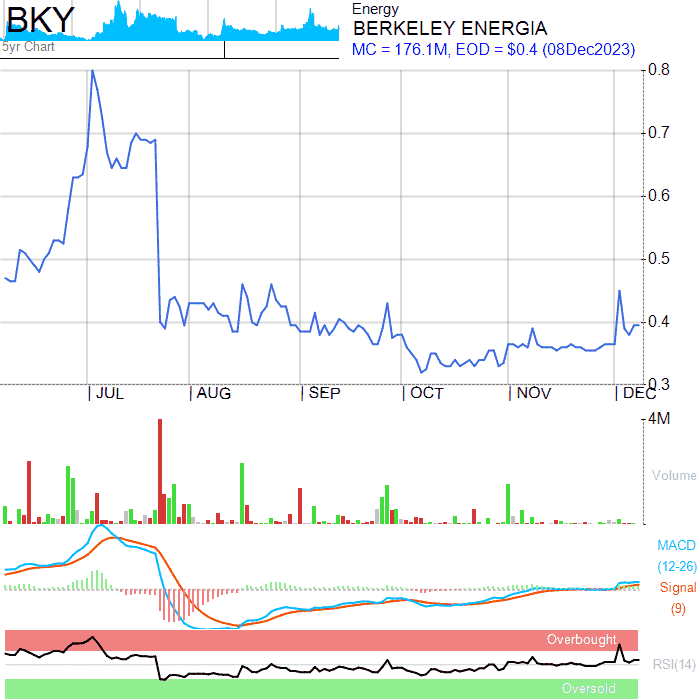 BKY
5yr Chart
Energy
BERKELEY ENERGIA
MC = 176.1M, EOD = $0.4 (08Dec2023)
0.8
0.7
0.6
0.5
0.4
0.3
JUL AUG SEP OCT NOV DEC
4M
Volume
MACD
(12-26)
Signal
(9)
Overbought
RSI(14)
Oversold